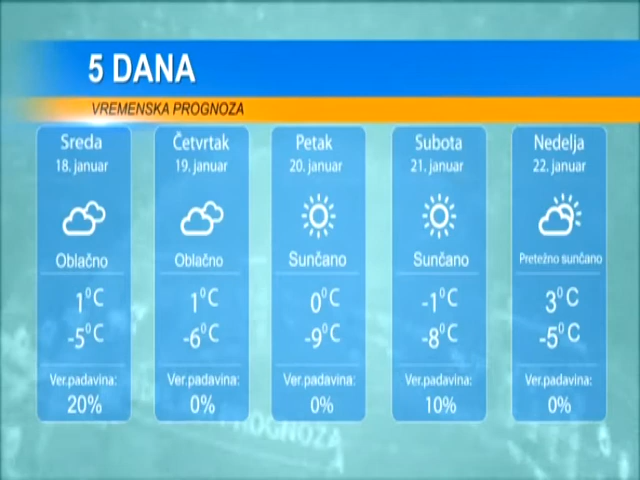 5 DANA
VREMENSKA PROGNOZA
Sreda
18. januar
Oblačno
1°C
-5°C
Ver.padavina:
20%
Četvrtak
19. januar
Oblačno
1°C
-6°C
Ver.padavina:
0%
Petak
20. januar
Sunčano
0°C
-9°C
Ver.padavina:
0%
Subota
21. januar
Sunčano
-1°C
-8°C
Ver.padavina:
10%
Nedelja
22. januar
Pretežno sunčano
3°C
-5°C
Ver.padavina:
0%
PROGNOZA